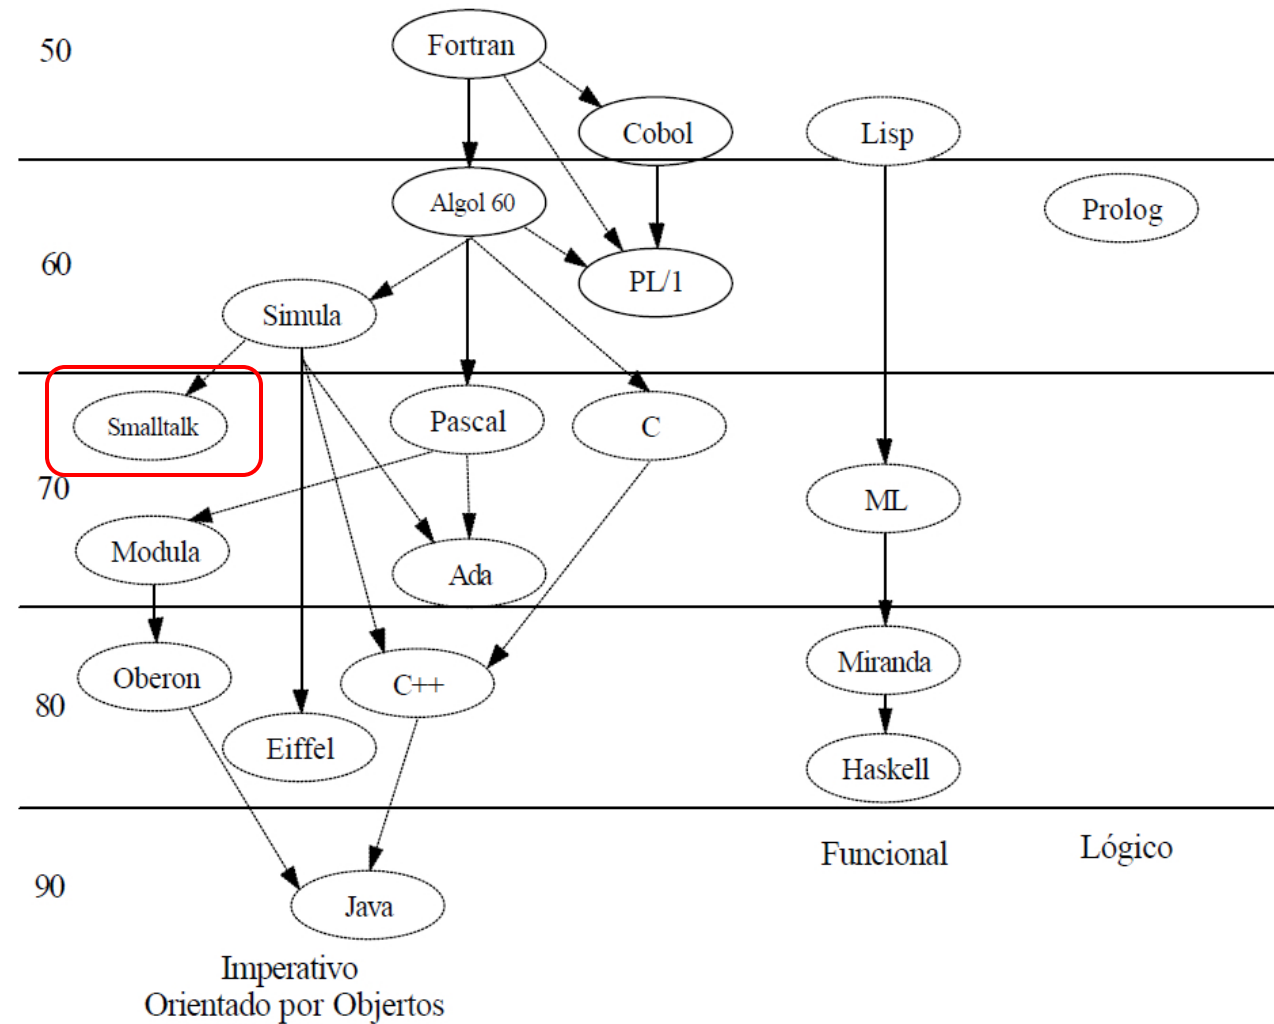 50
Fortran
Cobol
Lisp
Algol 60
Prolog
60
PL/1
Simula
Smalltalk
Pascal
C
70
ML
Modula
Ada
Oberon
C++
Miranda
80
Eiffel
Haskell
Funcional
Lógico
90
Java
Imperativo
Orientado por Objertos